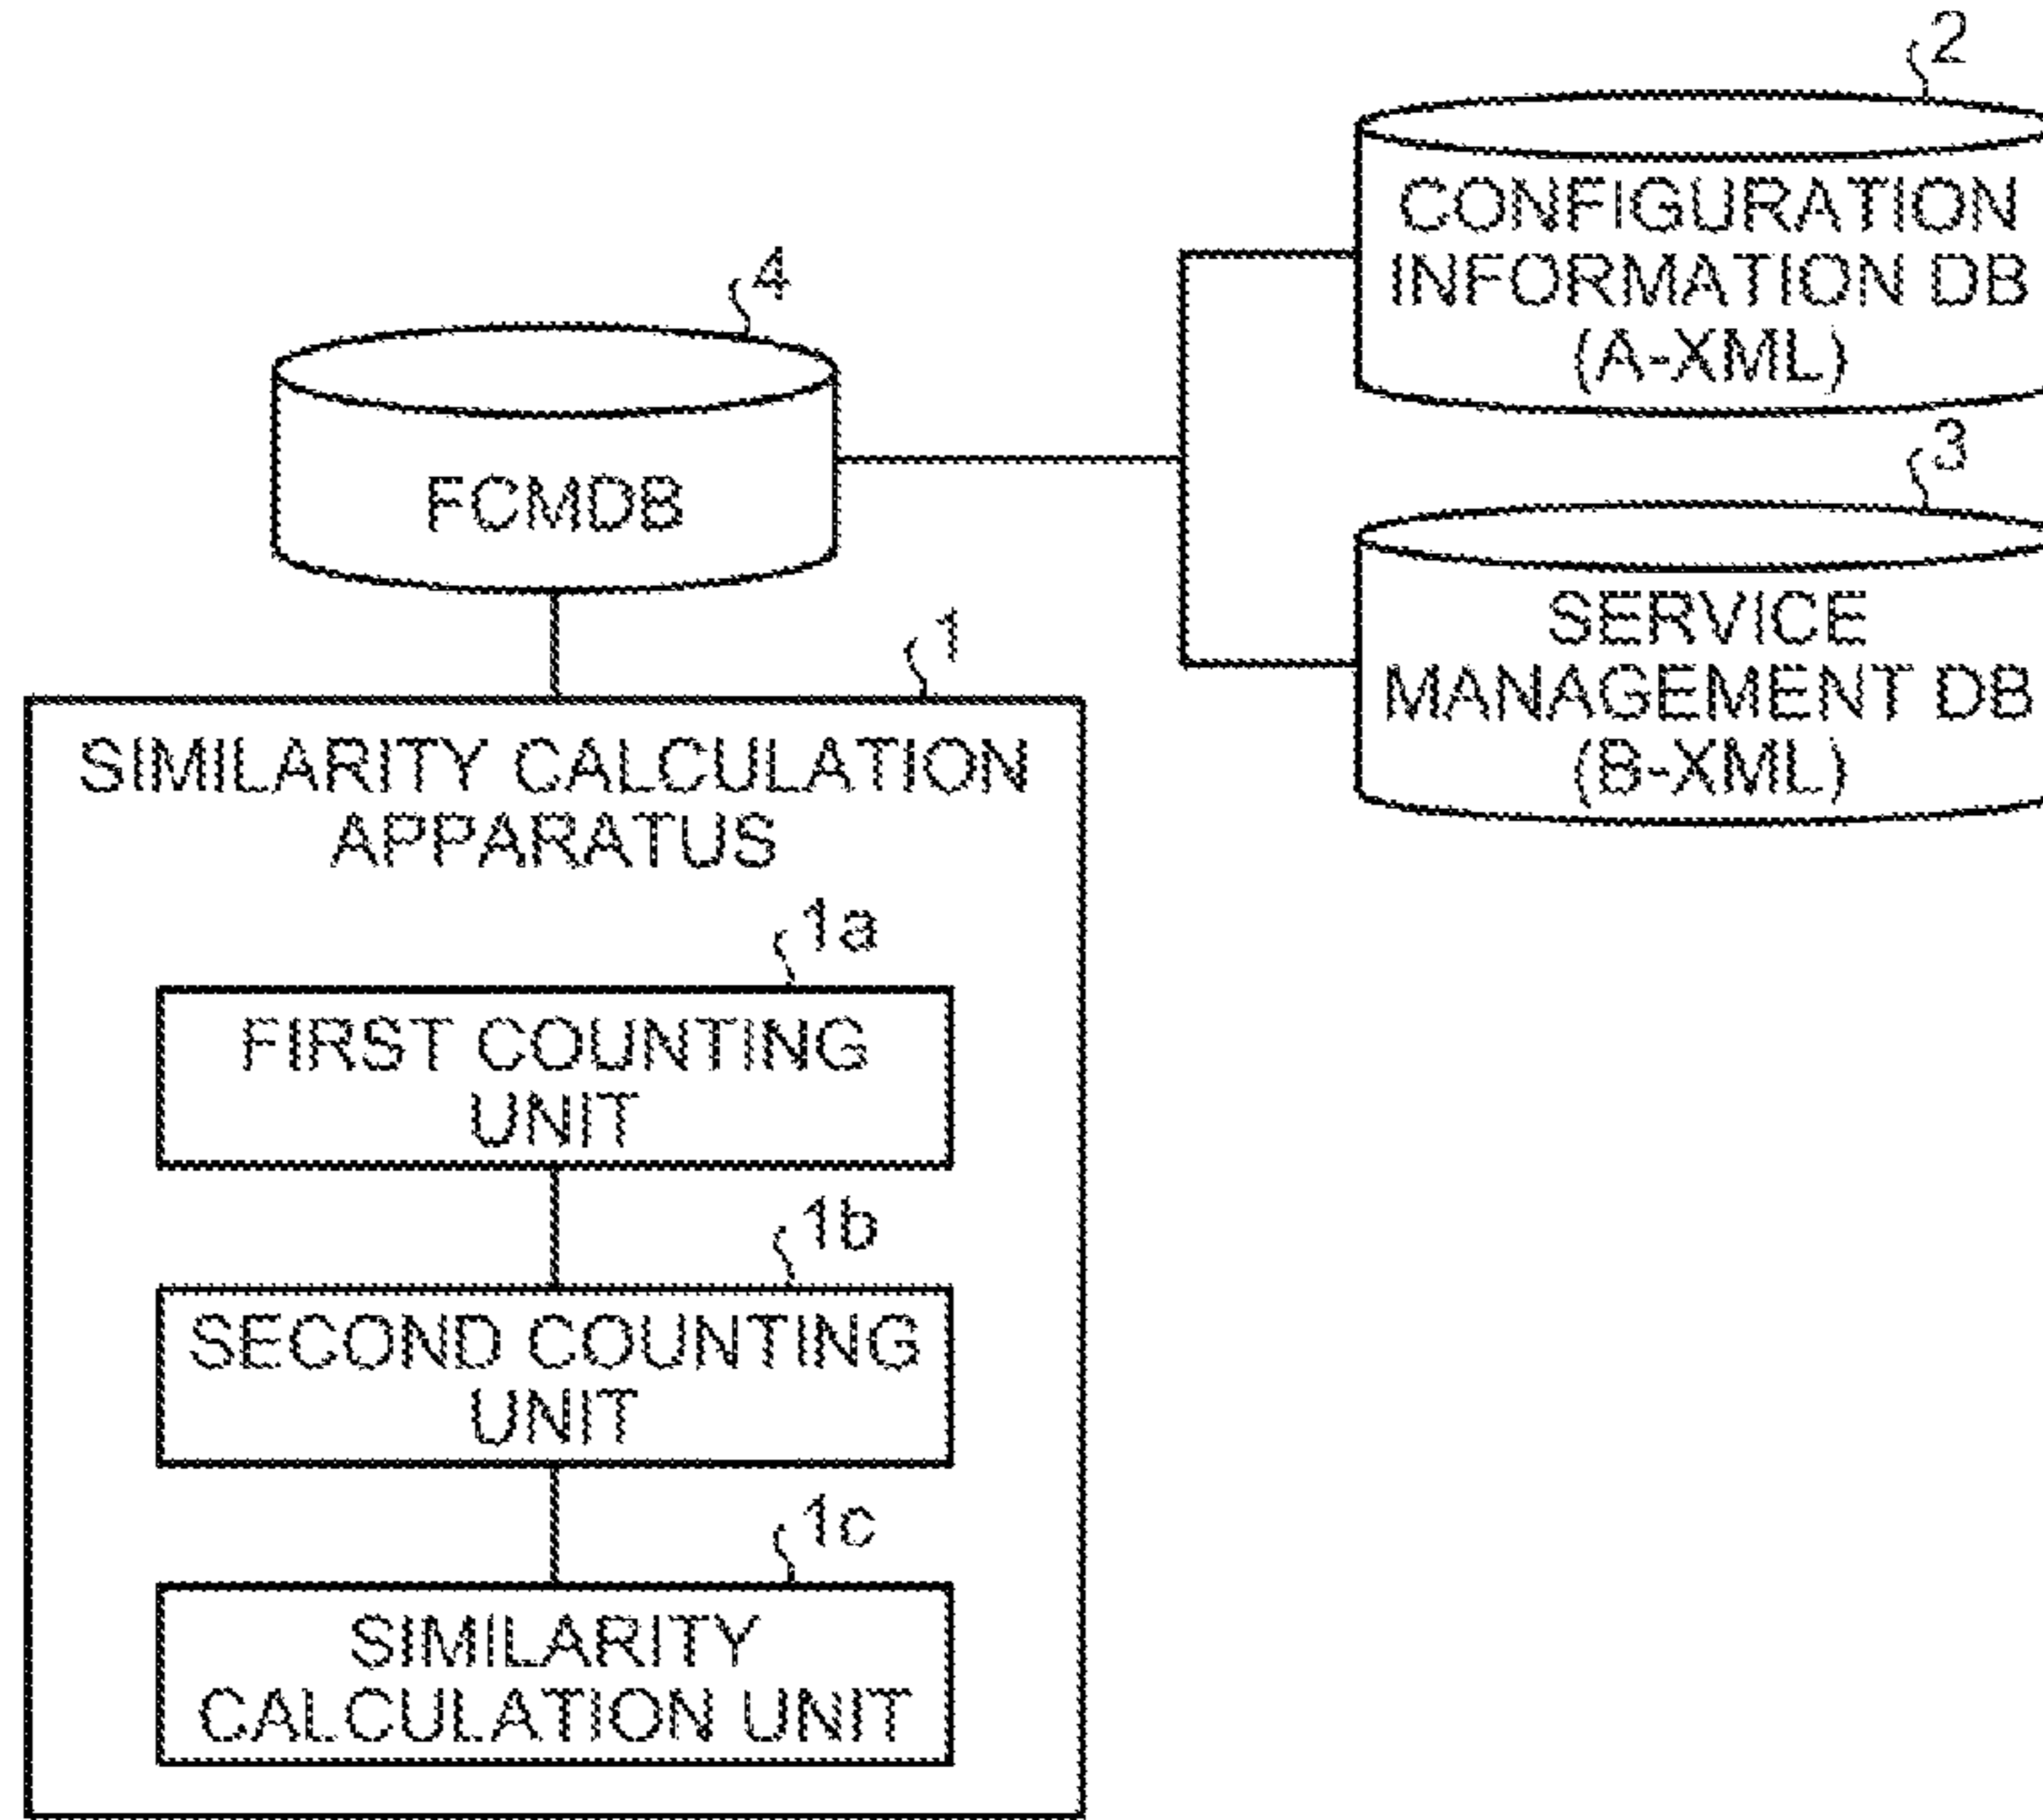 2
CONFIGURATION
INFORMATION DB
(A-XML)
4
FCMDB
3
SERVICE
MANAGEMENT DB
(B-XML)
1
SIMILARITY CALCULATION
APPARATUS
1a
FIRST COUNTING
UNIT
1b
SECOND COUNTING
UNIT
1c
SIMILARITY
CALCULATION UNIT